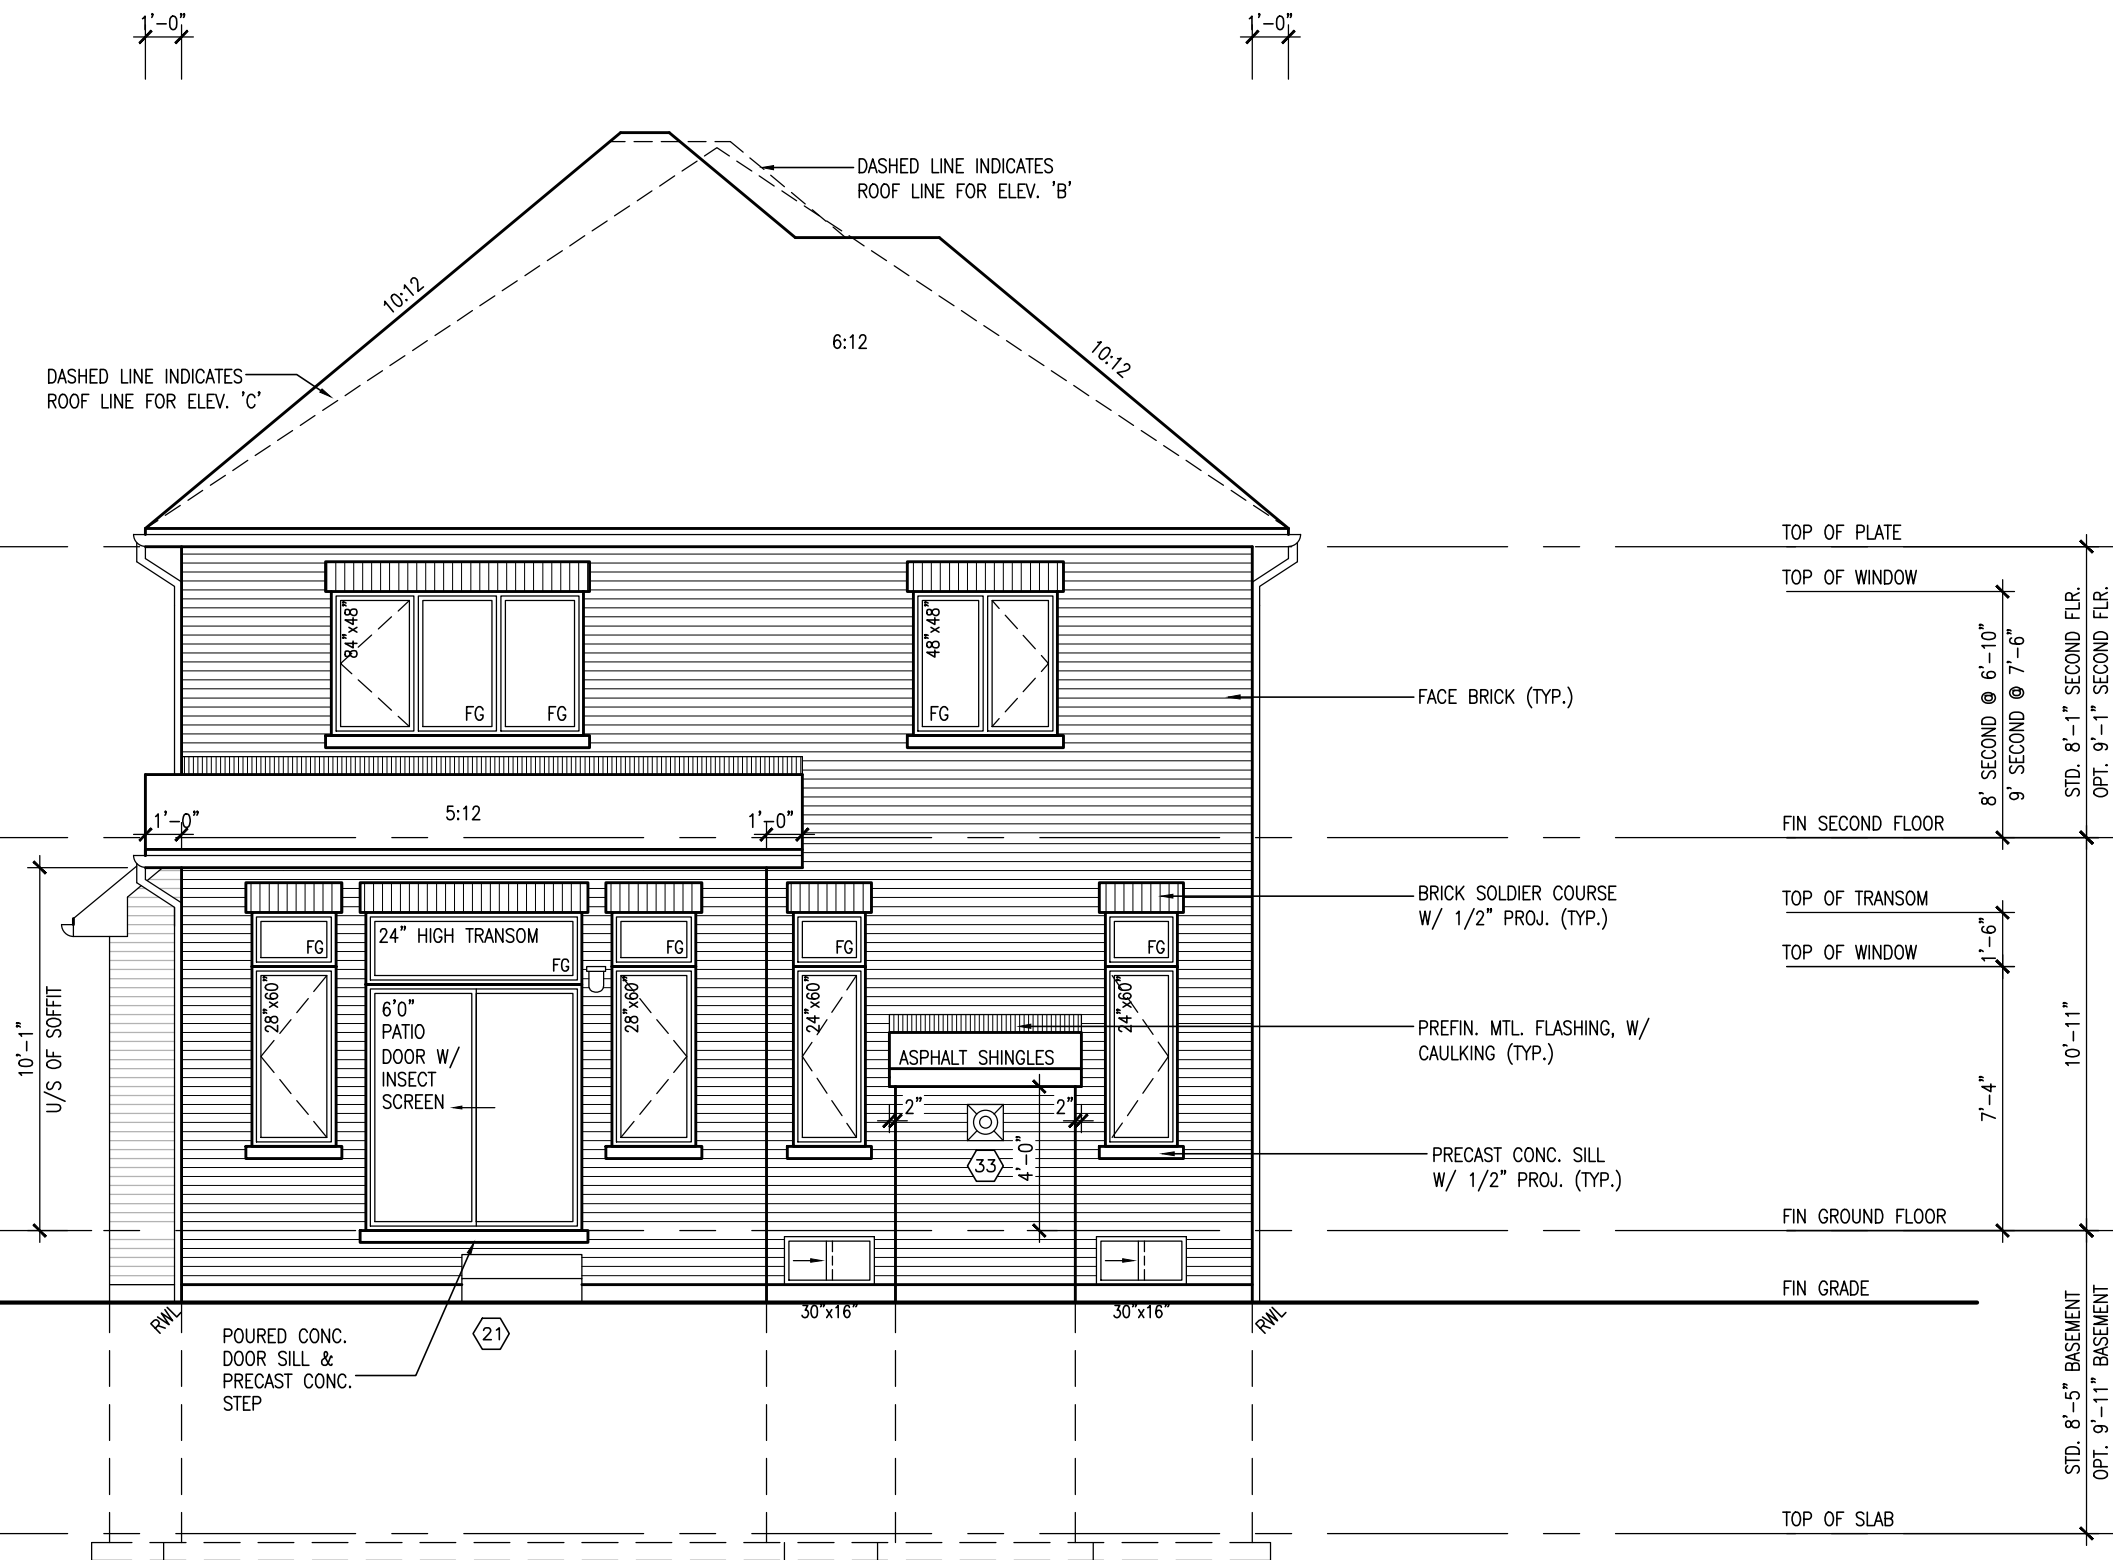 1'-0"
1'-0"
DASHED LINE INDICATES
ROOF LINE FOR ELEV. 'B'
10:12
6:12
10:12
DASHED LINE INDICATES
ROOF LINE FOR ELEV. 'C'
TOP OF PLATE
TOP OF WINDOW
84"x48"
FG
FG
48"x48"
FG
FACE BRICK (TYP.)
8' SECOND @ 6'-10"
9' SECOND @ 7'-6"
STD. 8'-1" SECOND FLR.
OPT. 9'-1" SECOND FLR.
1'-0"
5:12
1'-0"
FIN SECOND FLOOR
BRICK SOLDIER COURSE
W/ 1/2" PROJ. (TYP.)
TOP OF TRANSOM
1'-6"
TOP OF WINDOW
FG
24" HIGH TRANSOM
FG
FG
FG
FG
28"x60"
6'0"
PATIO
DOOR W/
INSECT
SCREEN
28"x60"
24"x60"
24"x60"
10'-1"
U/S OF SOFFIT
PREFIN. MTL. FLASHING, W/
CAULKING (TYP.)
ASPHALT SHINGLES
2"
2"
33
4'-0"
7'-4"
10'-11"
PRECAST CONC. SILL
W/ 1/2" PROJ. (TYP.)
FIN GROUND FLOOR
FIN GRADE
RWL
30"x16"
30"x16"
RWL
POURED CONC.
DOOR SILL &
PRECAST CONC.
STEP
21
STD. 8'-5" BASEMENT
OPT. 9'-11" BASEMENT
TOP OF SLAB